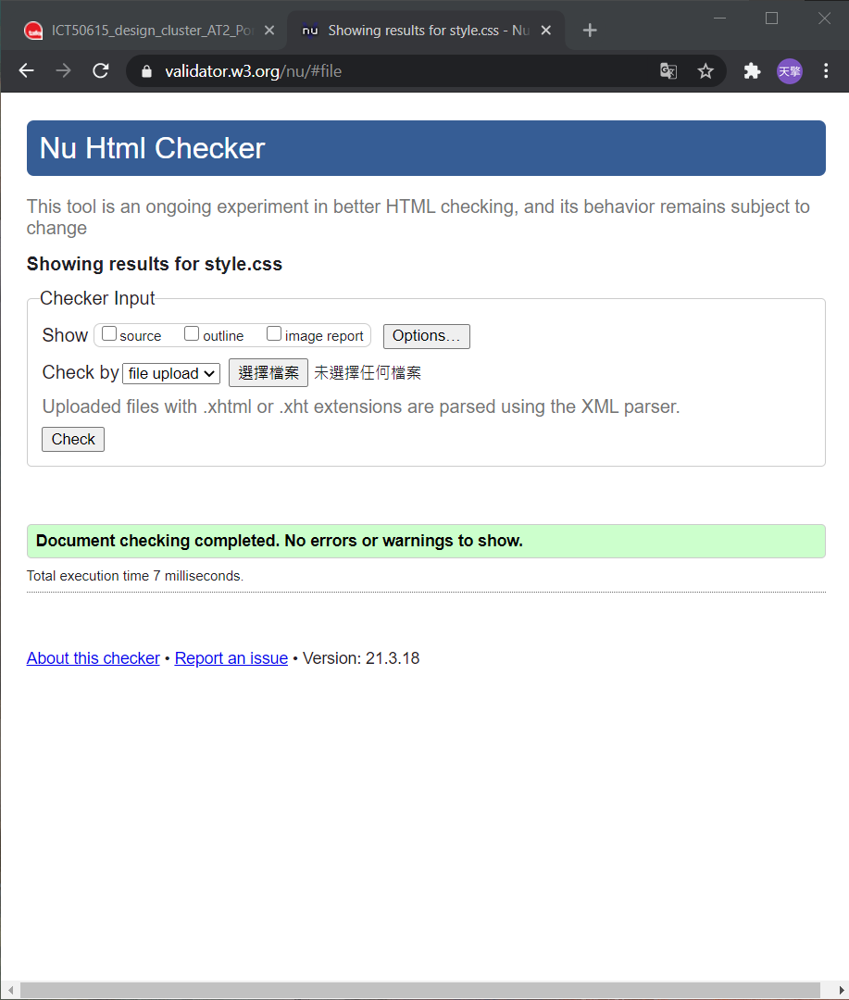 ICT50615_design_cluster_AT2_Por
nu Showing results for style.css - Nu
validator.w3.org/nu/#file
天擎
Nu Html Checker
This tool is an ongoing experiment in better HTML checking, and its behavior remains subject to
change
Showing results for style.css
Checker Input
Show source outline image report Options...
Check by file upload 選擇檔案 未選擇任何檔案
Uploaded files with .xhtml or .xht extensions are parsed using the XML parser.
Check
Document checking completed. No errors or warnings to show.
Total execution time 7 milliseconds.
About this checker • Report an issue • Version: 21.3.18